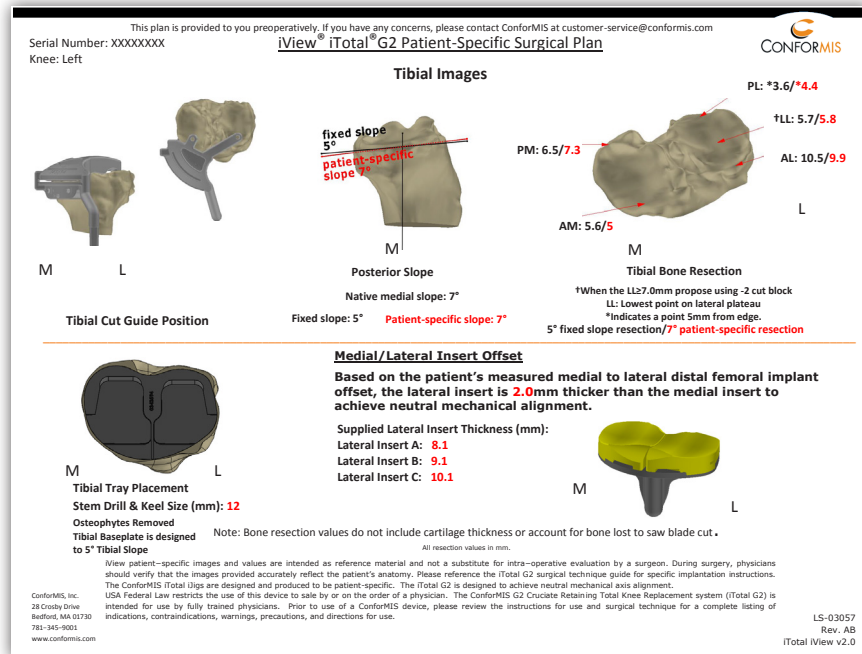 This plan is provided to you preoperatively. If you have any concerns, please contact ConforMIS at customer-service@conformis.com
Serial Number: XXXXXXXX
iView® iTotal®G2 Patient-Specific Surgical Plan
CONFORMIS
Knee: Left
Tibial Images
PL: *3.6/*4.4
fixed slope
5°
†LL: 5.7/5.8
patient-specific
slope 7°
PM: 6.5/7.3
AL: 10.5/9.9
L
AM: 5.6/5
M
M
M L
Posterior Slope
Tibial Bone Resection
Native medial slope: 7°
†When the LL≥7.0mm propose using -2 cut block
LL: Lowest point on lateral plateau
Tibial Cut Guide Position
Fixed slope: 5° Patient-specific slope: 7°
*Indicates a point 5mm from edge.
5° fixed slope resection/7° patient-specific resection
Medial/Lateral Insert Offset
Based on the patient's measured medial to lateral distal femoral implant
offset, the lateral insert is 2.0mm thicker than the medial insert to
achieve neutral mechanical alignment.
Supplied Lateral Insert Thickness (mm):
Lateral Insert A: 8.1
Lateral Insert B: 9.1
Lateral Insert C: 10.1
M L
M
L
Tibial Tray Placement
Stem Drill & Keel Size (mm): 12
Osteophytes Removed
Tibial Baseplate is designed
to 5° Tibial Slope
Note: Bone resection values do not include cartilage thickness or account for bone lost to saw blade cut.
All resection values in mm.
iView patient-specific images and values are intended as reference material and not a substitute for intra-operative evaluation by a surgeon. During surgery, physicians
should verify that the images provided accurately reflect the patient's anatomy. Please reference the iTotal G2 surgical technique guide for specific implantation instructions.
The ConforMIS iTotal iJigs are designed and produced to be patient-specific. The iTotal G2 is designed to achieve neutral mechanical axis alignment.
USA Federal Law restricts the use of this device to sale by or on the order of a physician. The ConforMIS G2 Cruciate Retaining Total Knee Replacement system (iTotal G2) is
intended for use by fully trained physicians. Prior to use of a ConforMIS device, please review the instructions for use and surgical technique for a complete listing of
indications, contraindications, warnings, precautions, and directions for use.
ConforMIS, Inc.
28 Crosby Drive
Bedford, MA 01730
781-345-9001
www.conformis.com
LS-03057
Rev. AB
iTotal iView v2.0